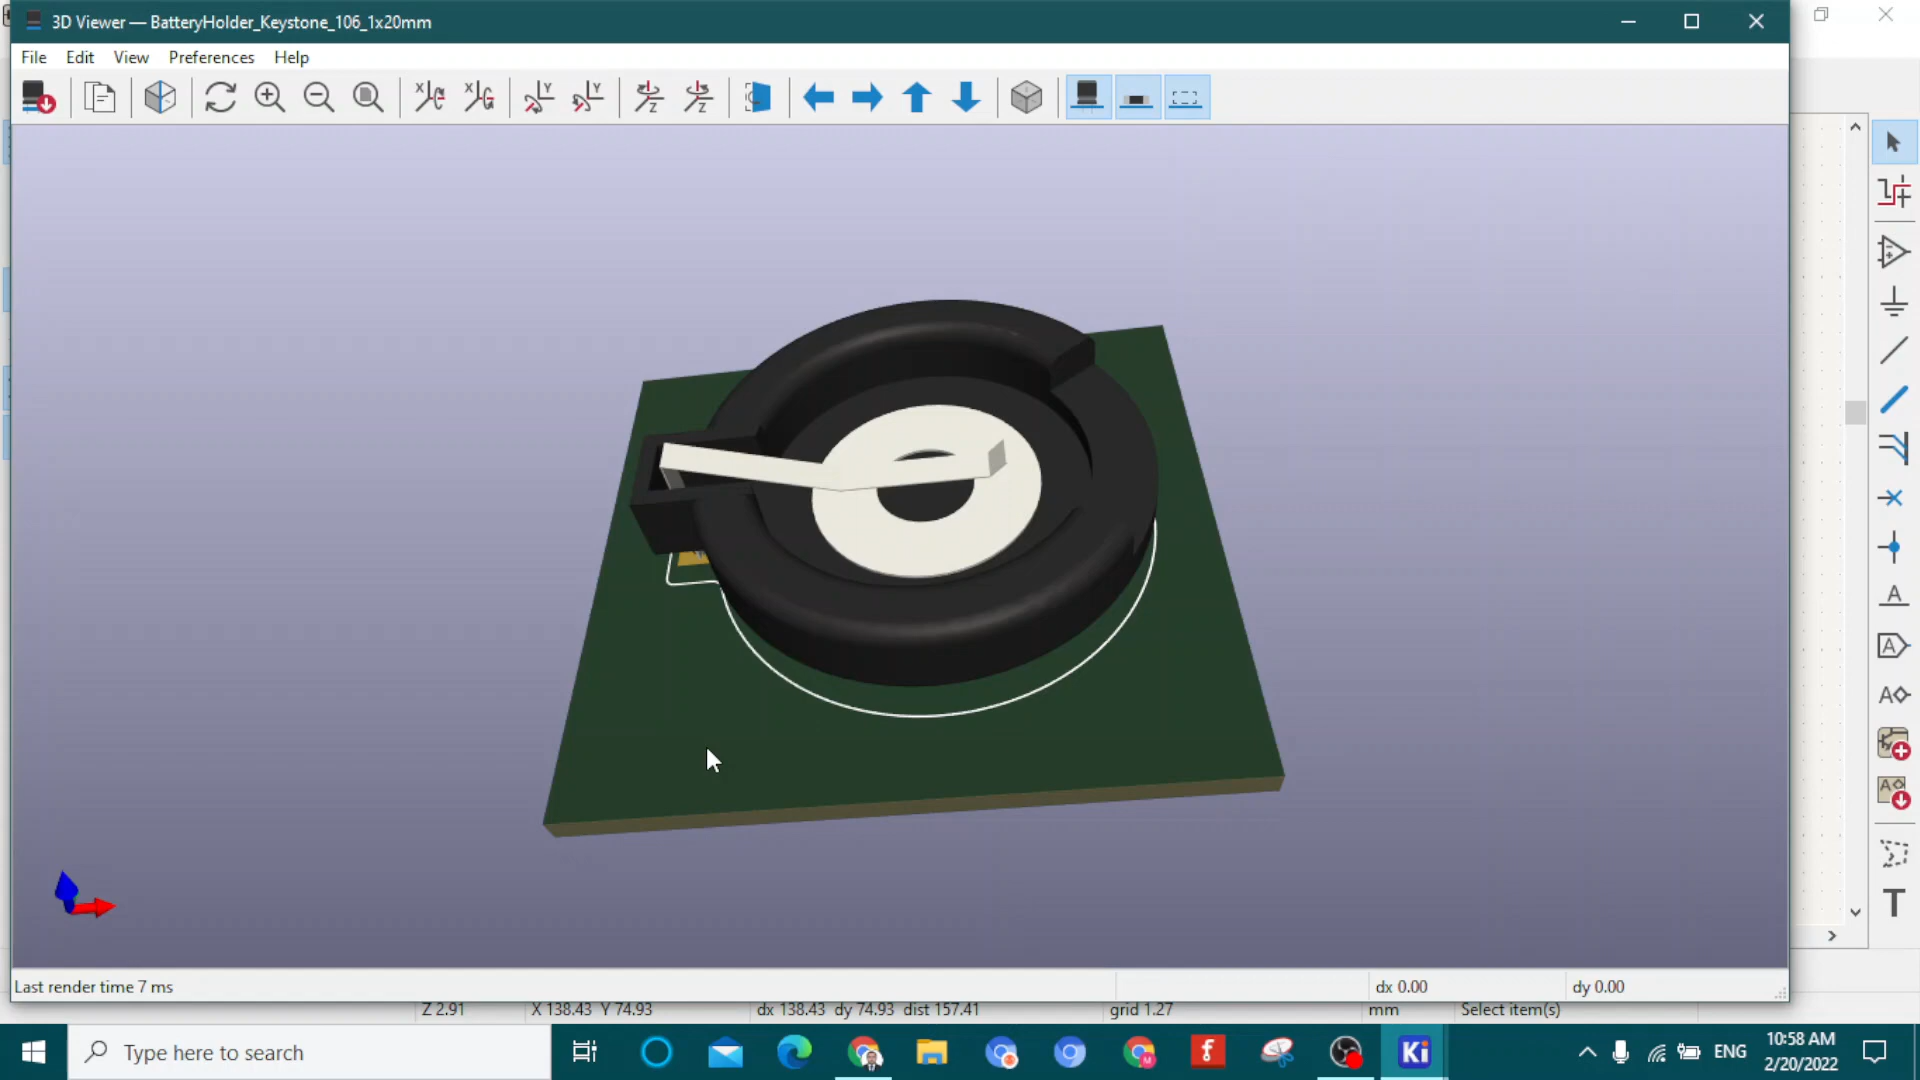 3D Viewer — BatteryHolder_Keystone_106_1x20mm
File Edit View Preferences Help
Last render time 7 ms
dx 0.00
dy 0.00
Z 2.91
X 138.43 Y 74.93
dx 138.43 dy 74.93 dist 157.41
grid 1.27
mm
Select item(s)
Type here to search
Ki
ENG
10:58 AM
2/20/2022